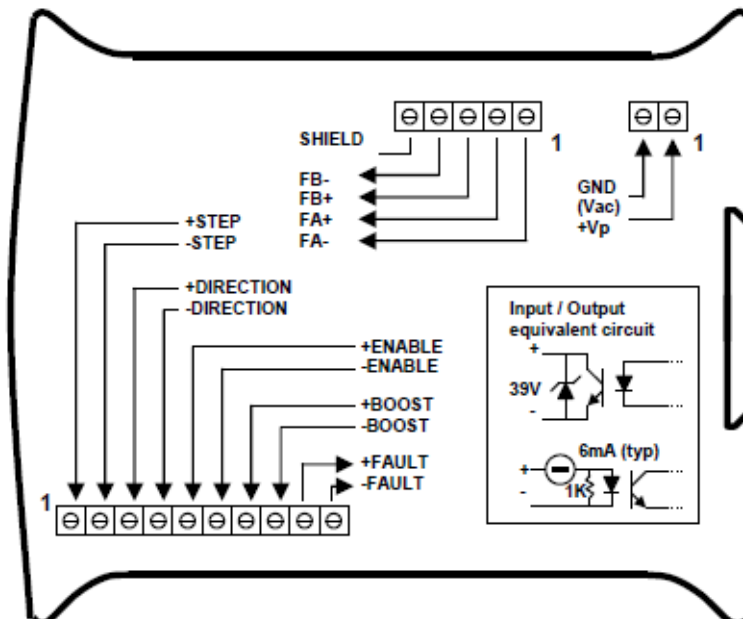 SHIELD
1
1
FB-
FB+
FA+
FA-
GND
(Vac)
+Vp
+STEP
-STEP
+DIRECTION
-DIRECTION
+ENABLE
-ENABLE
+BOOST
-BOOST
+FAULT
-FAULT
1
Input / Output
equivalent circuit
+
39V
-
6mA (typ)
+
-
1K